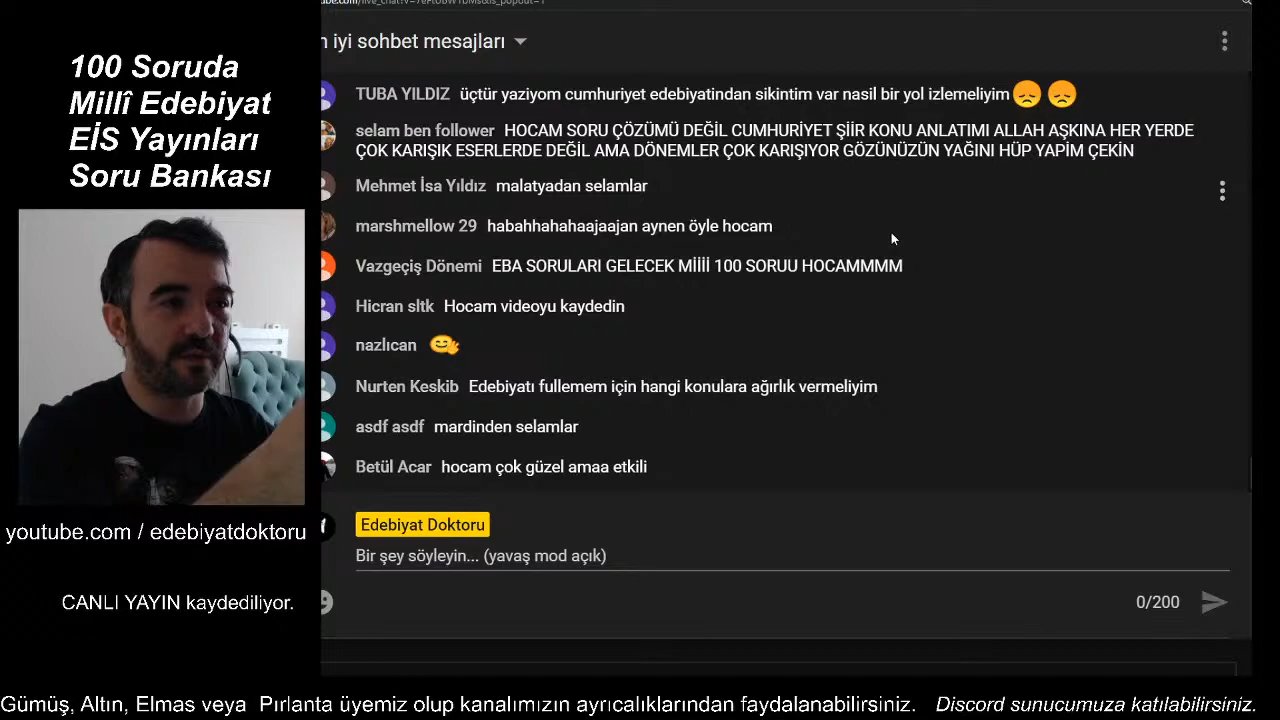 100 Soruda
Millî Edebiyat
EİS Yayınları
Soru Bankası
youtube.com / edebiyatdoktoru
CANLI YAYIN kaydediliyor.
n iyi sohbet mesajları
TUBA YILDIZ üçtür yaziyom cumhuriyet edebiyatindan sikintim var nasil bir yol izlemeliyim
selam ben follower HOCAM SORU ÇÖZÜMÜ DEĞİL CUMHURİYET ŞİİR KONU ANLATIMI ALLAH AŞKINA HER YERDE
ÇOK KARIŞIK ESERLERDE DEĞİL AMA DÖNEMLER ÇOK KARIŞIYOR GÖZÜNÜZÜN YAĞINI HÜP YAPİM ÇEKİN
Mehmet İsa Yıldız malatyadan selamlar
marshmellow 29 habahhahahaajaajan aynen öyle hocam
Vazgeçiş Dönemi EBA SORULARI GELECEK Mİİİİ 100 SORUU HOCAMMMM
Hicran sltk Hocam videoyu kaydedin
nazlıcan
Nurten Keskib Edebiyatı fullemem için hangi konulara ağırlık vermeliyim
asdf asdf mardinden selamlar
Betül Acar hocam çok güzel amaa etkili
Edebiyat Doktoru
Bir şey söyleyin... (yavaş mod açık)
0/200
Gümüş, Altın, Elmas veya Pırlanta üyemiz olup kanalımızın ayrıcalıklarından faydalanabilirsiniz. Discord sunucumuza katılabilirsiniz.